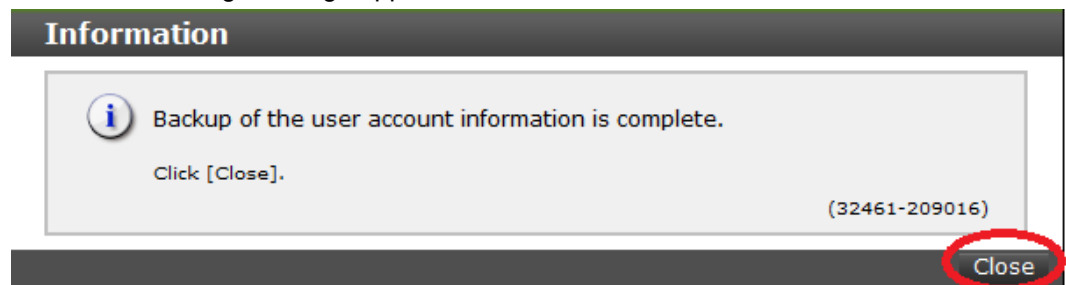 Information
Backup of the user account information is complete.
Click [Close].
(32461-209016)
Close